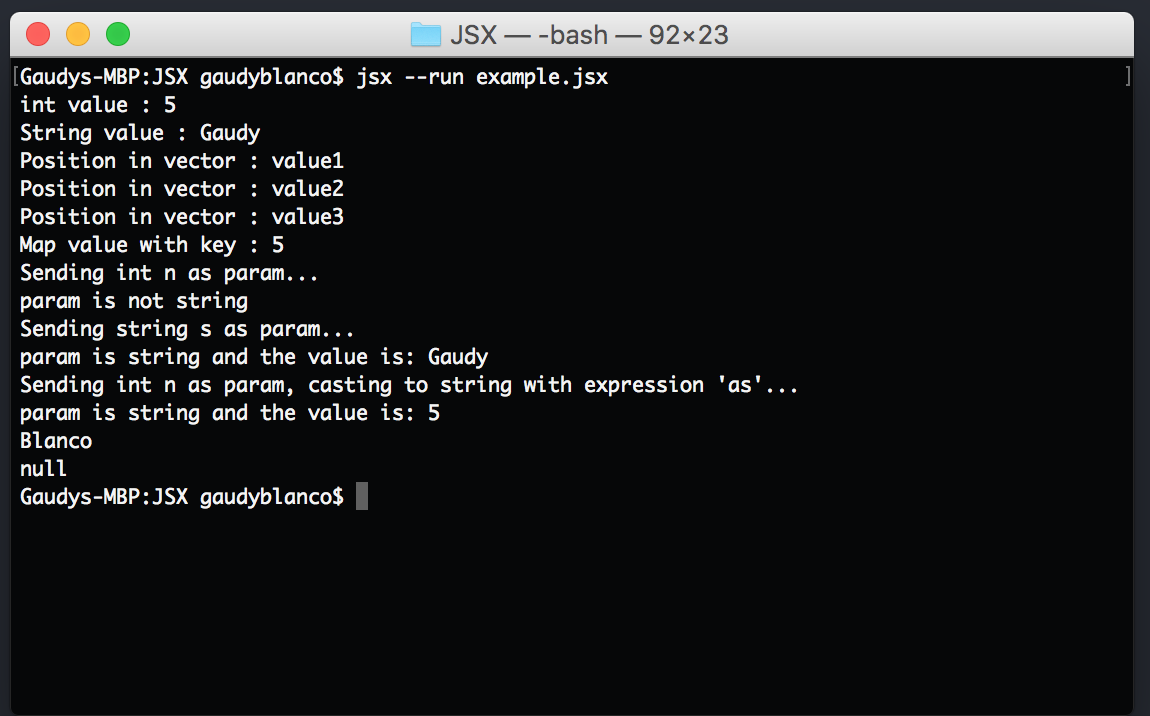 JSX — -bash — 92×23
[Gaudys-MBP:JSX gaudyblanco$ jsx --run example.jsx ]
int value : 5
String value : Gaudy
Position in vector : value1
Position in vector : value2
Position in vector : value3
Map value with key : 5
Sending int n as param...
param is not string
Sending string s as param...
param is string and the value is: Gaudy
Sending int n as param, casting to string with expression 'as'...
param is string and the value is: 5
Blanco
null
Gaudys-MBP:JSX gaudyblanco$